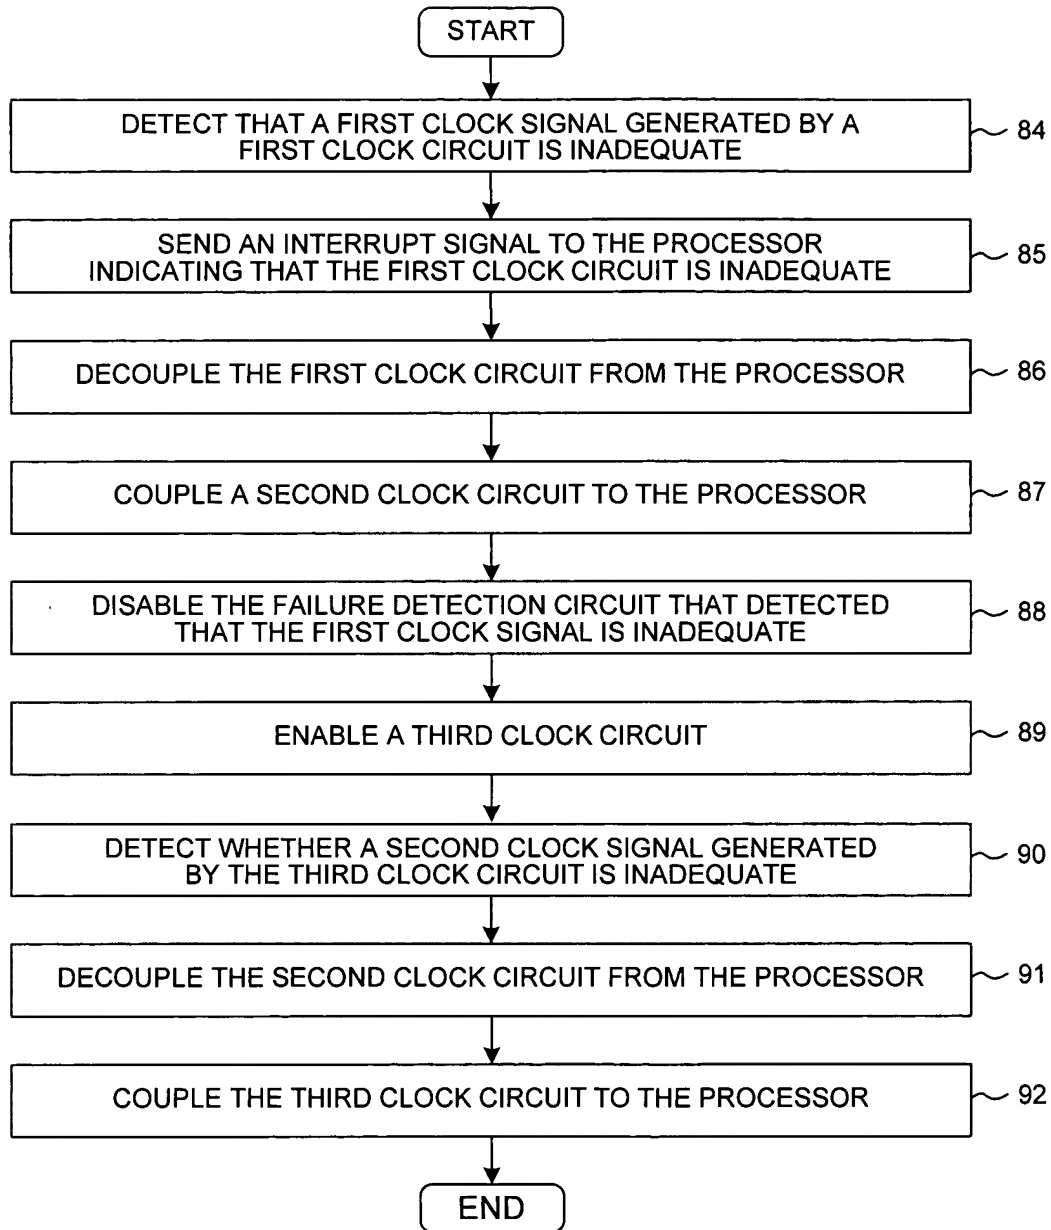 START
DETECT THAT A FIRST CLOCK SIGNAL GENERATED BY A
FIRST CLOCK CIRCUIT IS INADEQUATE
84
SEND AN INTERRUPT SIGNAL TO THE PROCESSOR
INDICATING THAT THE FIRST CLOCK CIRCUIT IS INADEQUATE
85
DECOUPLE THE FIRST CLOCK CIRCUIT FROM THE PROCESSOR
86
COUPLE A SECOND CLOCK CIRCUIT TO THE PROCESSOR
87
DISABLE THE FAILURE DETECTION CIRCUIT THAT DETECTED
THAT THE FIRST CLOCK SIGNAL IS INADEQUATE
88
ENABLE A THIRD CLOCK CIRCUIT
89
DETECT WHETHER A SECOND CLOCK SIGNAL GENERATED
BY THE THIRD CLOCK CIRCUIT IS INADEQUATE
90
DECOUPLE THE SECOND CLOCK CIRCUIT FROM THE PROCESSOR
91
COUPLE THE THIRD CLOCK CIRCUIT TO THE PROCESSOR
92
END